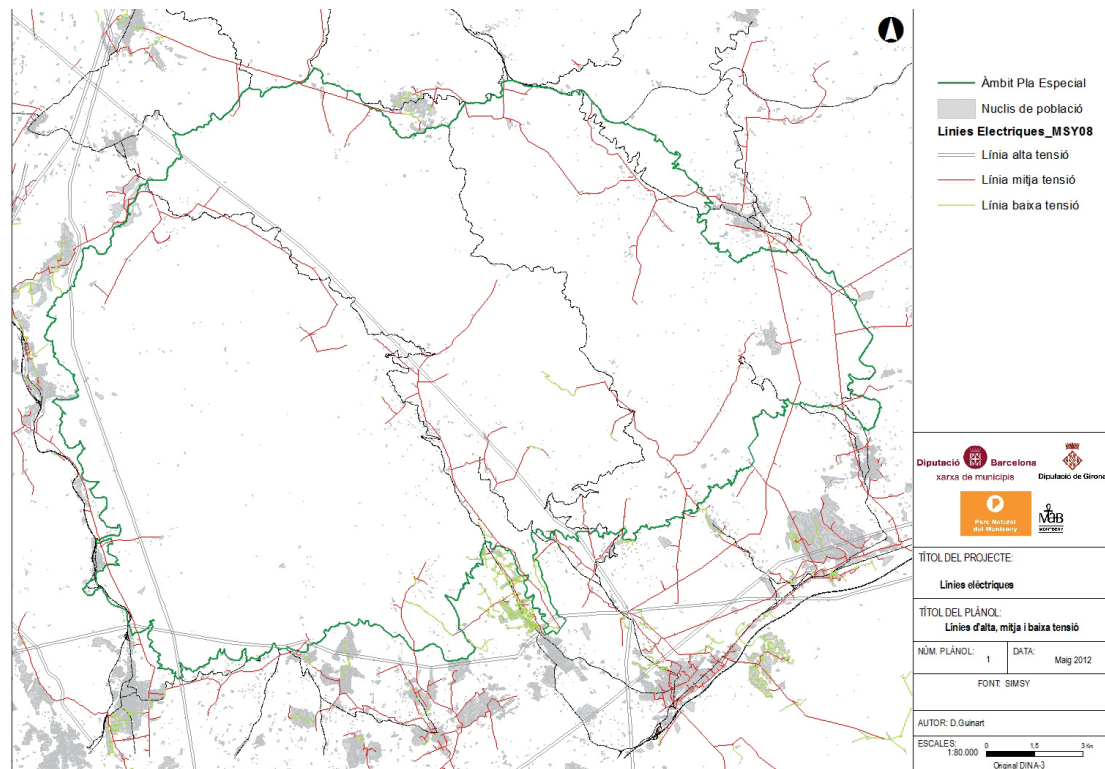 Àmbit Pla Especial
Nuclis de població
Linies Electriques_MSY08
Línia alta tensió
Línia mitja tensió
Línia baixa tensió
Diputació Barcelona
xarxa de municipis
Diputació de Girona
Parc Natural
del Montseny
MaB
MONTSENY
TÍTOL DEL PROJECTE:
Línies elèctriques
TÍTOL DEL PLÀNOL:
Línies d'alta, mitja i baixa tensió
NÚM. PLÀNOL: 1
DATA: Maig 2012
FONT: SIMSY
AUTOR: D.Guinart
ESCALES: 1:80.000
0 1,5 3 Km
Original DINA-3